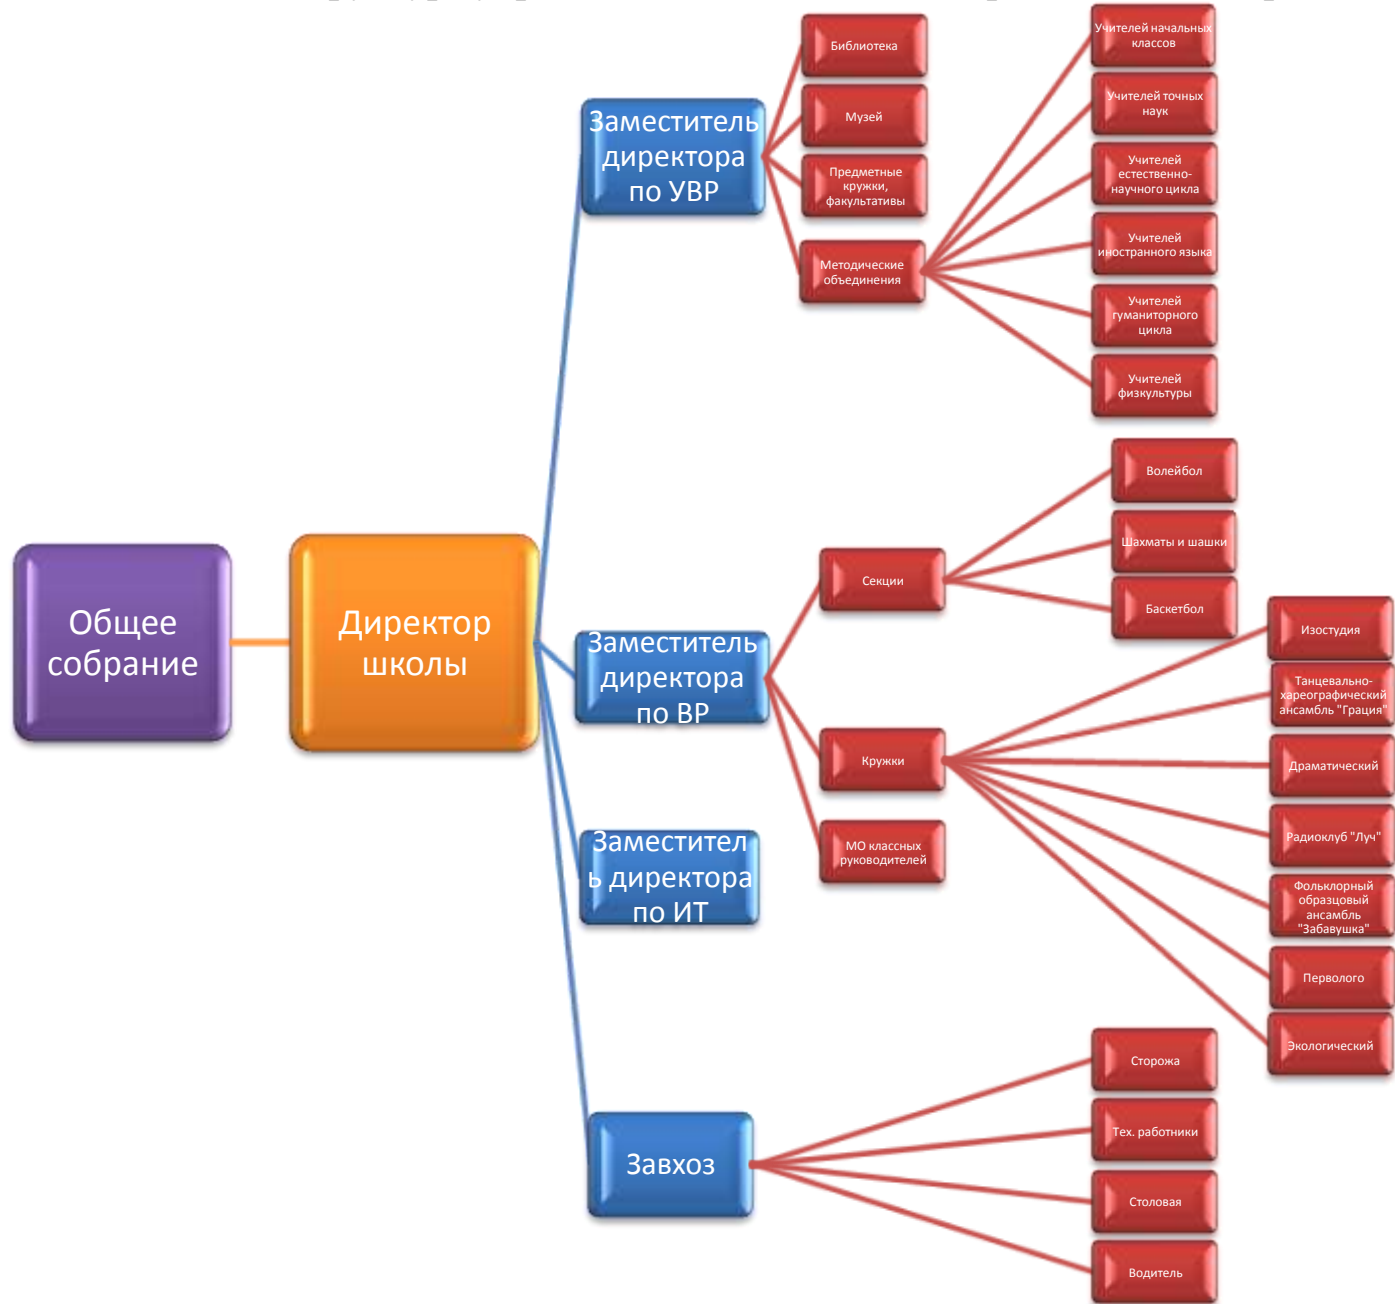 Библиотека
Музей
Предметные
кружки,
факультативы
Методические
объединения
Учителей начальных
классов
Учителей точных
наук
Учителей
естественно-
научного цикла
Учителей
иностранного языка
Учителей
гуманиторного
цикла
Учителей
физкультуры
Заместитель
директора
по УВР
Общее
собрание
Директор
школы
Заместитель
директора
по ВР
Секции
Волейбол
Шахматы и шашки
Баскетбол
Кружки
МО классных
руководителей
Изостудия
Танцевально-
хареографический
ансамбль "Грация"
Драматический
Радиоклуб "Луч"
Фольклорный
образцовый
ансамбль
"Забавушка"
Перволого
Экологический
Заместител
ь директора
по ИТ
Завхоз
Сторожа
Тех. работники
Столовая
Водитель